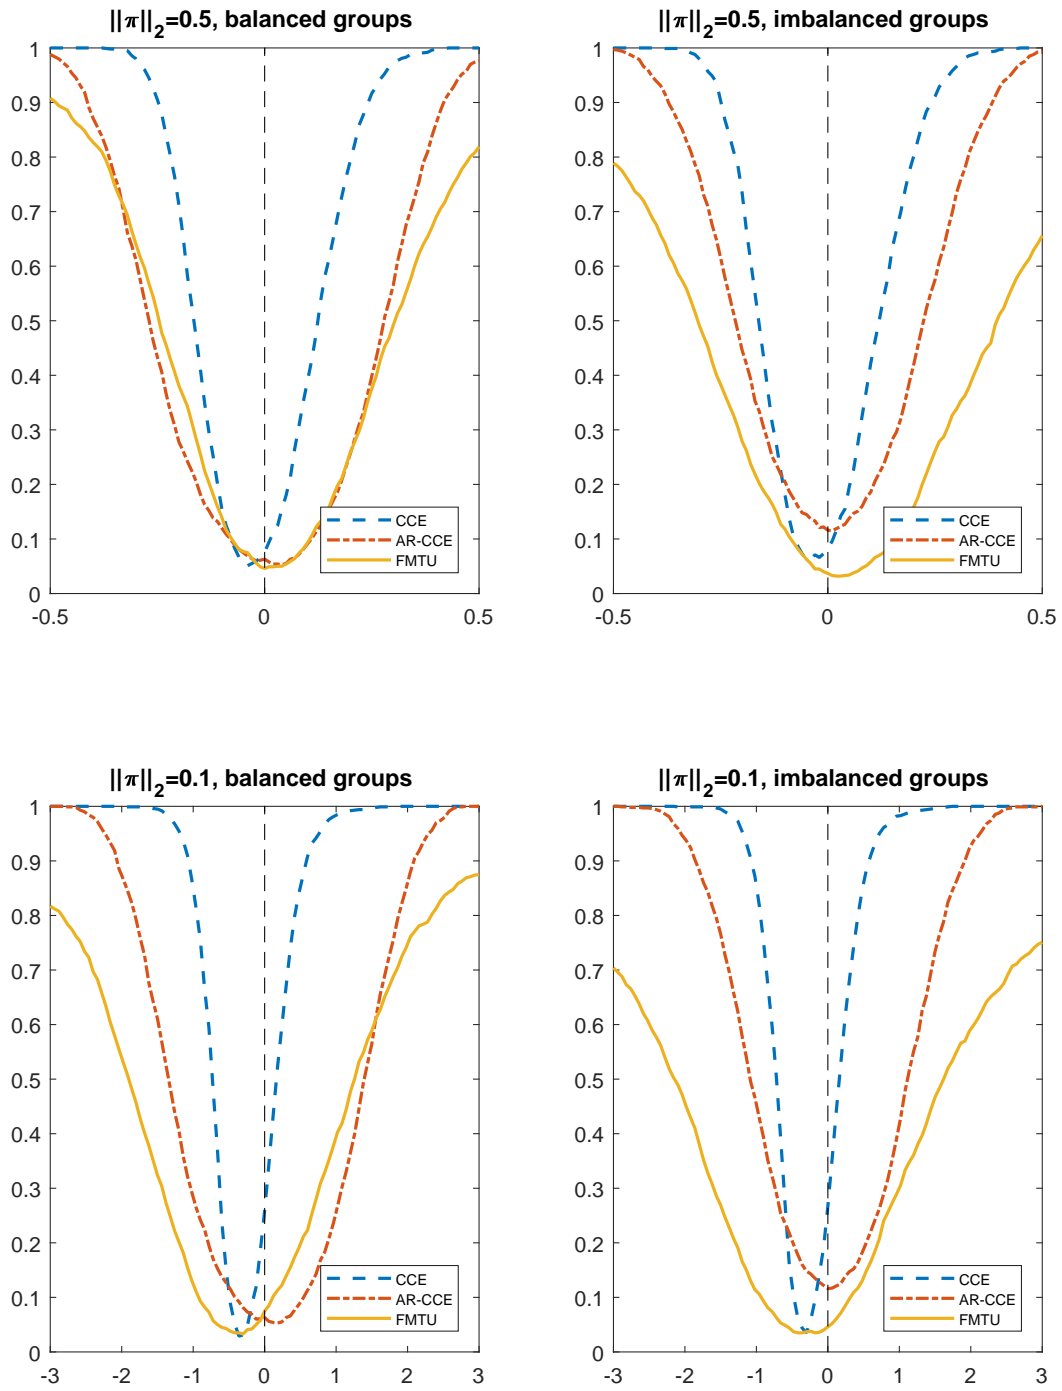 ||π||2=0.5, balanced groups
1
0.9
0.8
0.7
0.6
0.5
0.4
0.3
0.2
0.1
0
-0.5 0 0.5
CCE
AR-CCE
FMTU
||π||2=0.5, imbalanced groups
1
0.9
0.8
0.7
0.6
0.5
0.4
0.3
0.2
0.1
0
-0.5 0 0.5
CCE
AR-CCE
FMTU
||π||2=0.1, balanced groups
1
0.9
0.8
0.7
0.6
0.5
0.4
0.3
0.2
0.1
0
-3 -2 -1 0 1 2 3
CCE
AR-CCE
FMTU
||π||2=0.1, imbalanced groups
1
0.9
0.8
0.7
0.6
0.5
0.4
0.3
0.2
0.1
0
-3 -2 -1 0 1 2 3
CCE
AR-CCE
FMTU